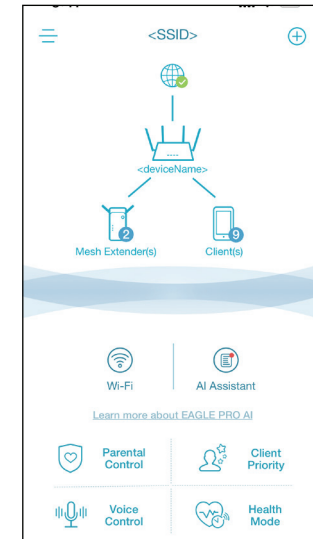 <SSID>
<deviceName>
2
9
Mesh Extender(s)
Client(s)
Wi-Fi
AI Assistant
Learn more about EAGLE PRO AI
Parental
Control
Client
Priority
Voice
Control
Health
Mode